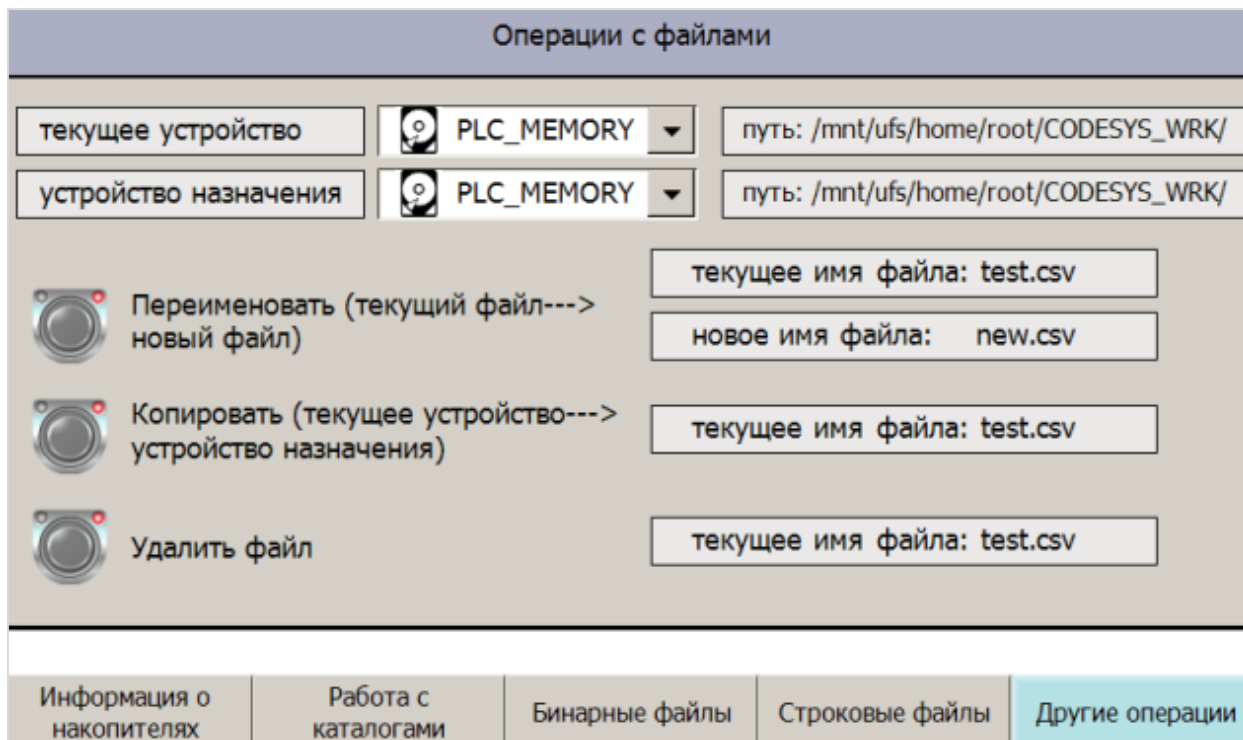 Операции с файлами
текущее устройство PLC_MEMORY путь: /mnt/ufs/home/root/CODESYS_WRK/
устройство назначения PLC_MEMORY путь: /mnt/ufs/home/root/CODESYS_WRK/
Переименовать (текущий файл--->
новый файл)
текущее имя файла: test.csv
новое имя файла: new.csv
Копировать (текущее устройство--->
устройство назначения)
текущее имя файла: test.csv
Удалить файл
текущее имя файла: test.csv
Информация о
накопителях
Работа с
каталогами
Бинарные файлы
Строковые файлы
Другие операции